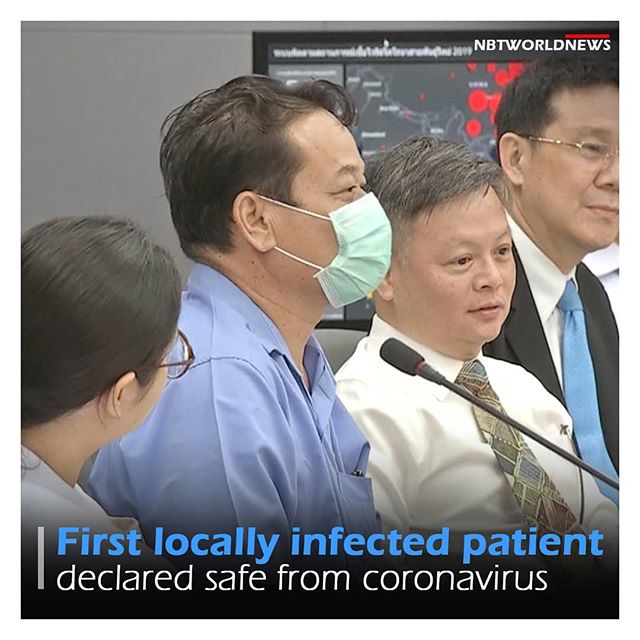 NBTWORLDNEWS
First locally infected patient
declared safe from coronavirus